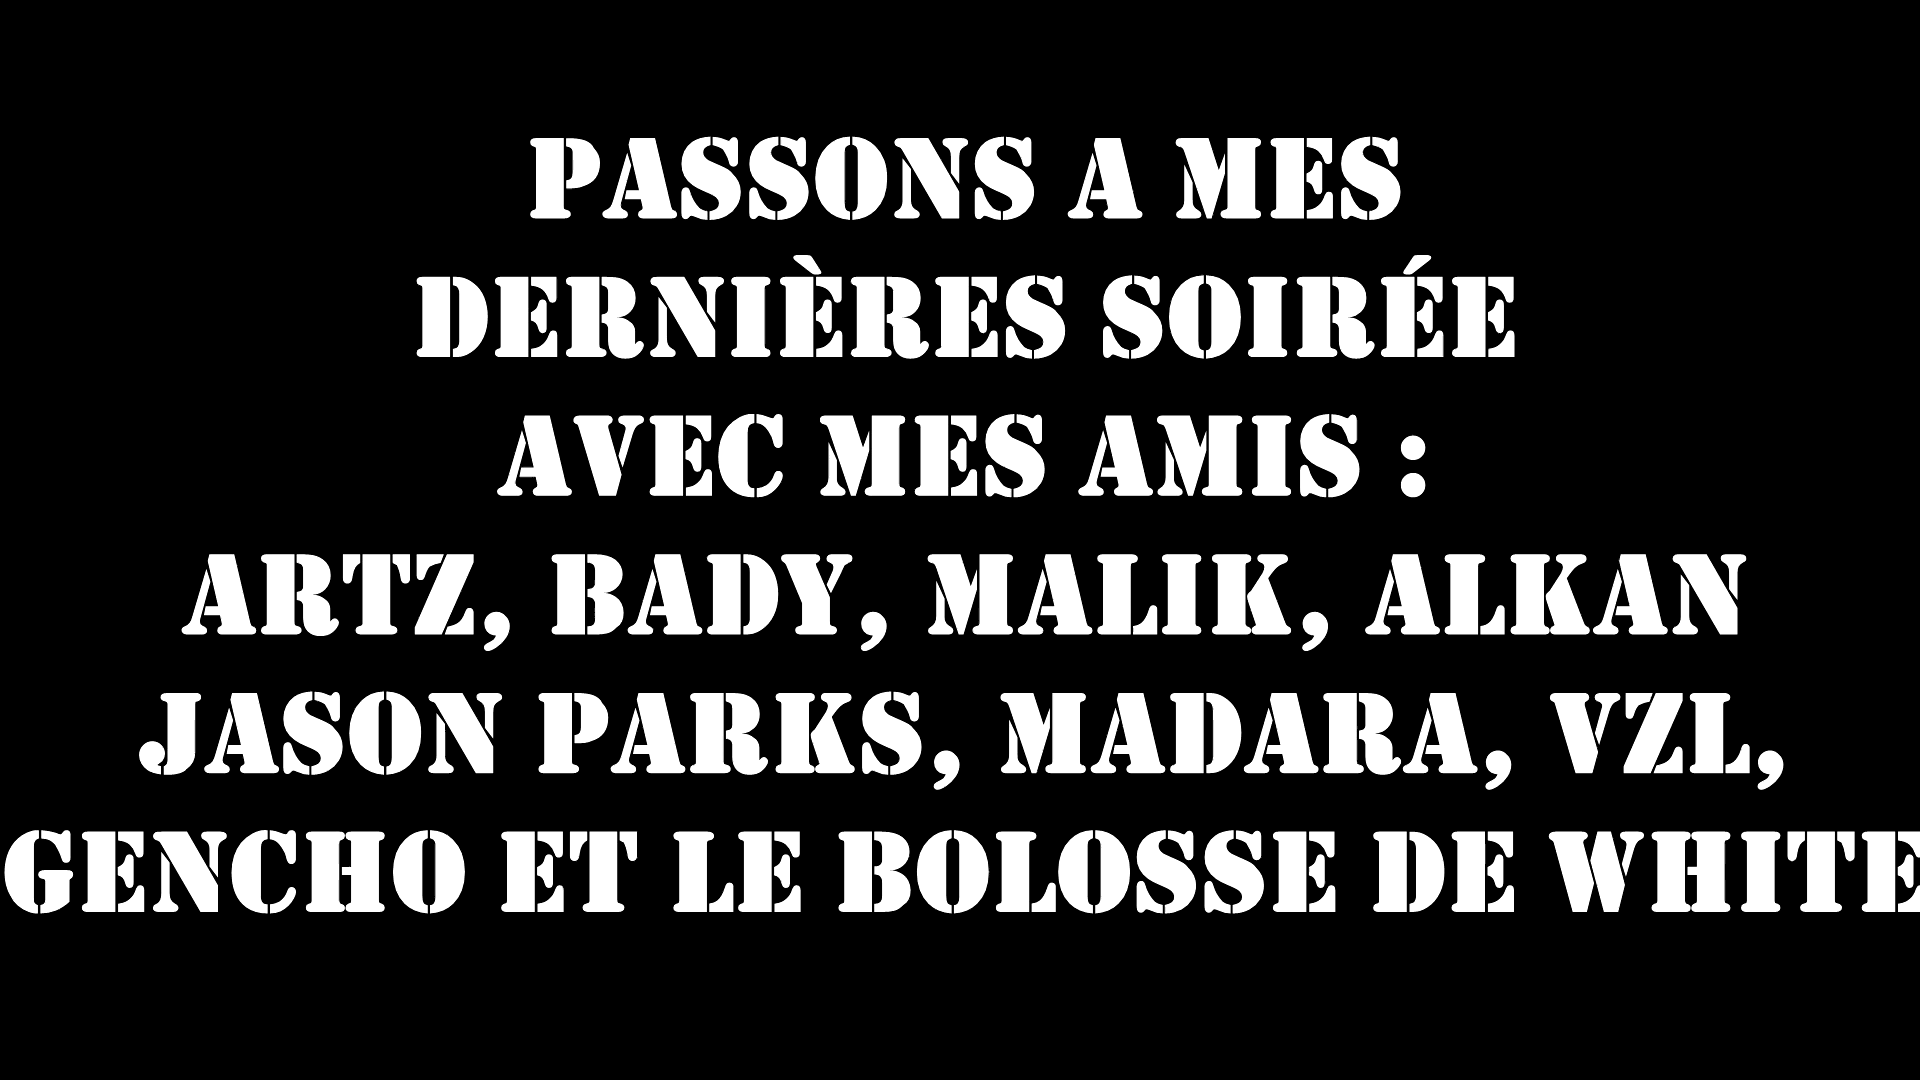 PASSONS A MES
DERNIÈRES SOIRÉE
AVEC MES AMIS :
ARTZ, BADY, MALIK, ALKAN
JASON PARKS, MADARA, VZL,
GENCHO ET LE BOLOSSE DE WHITE